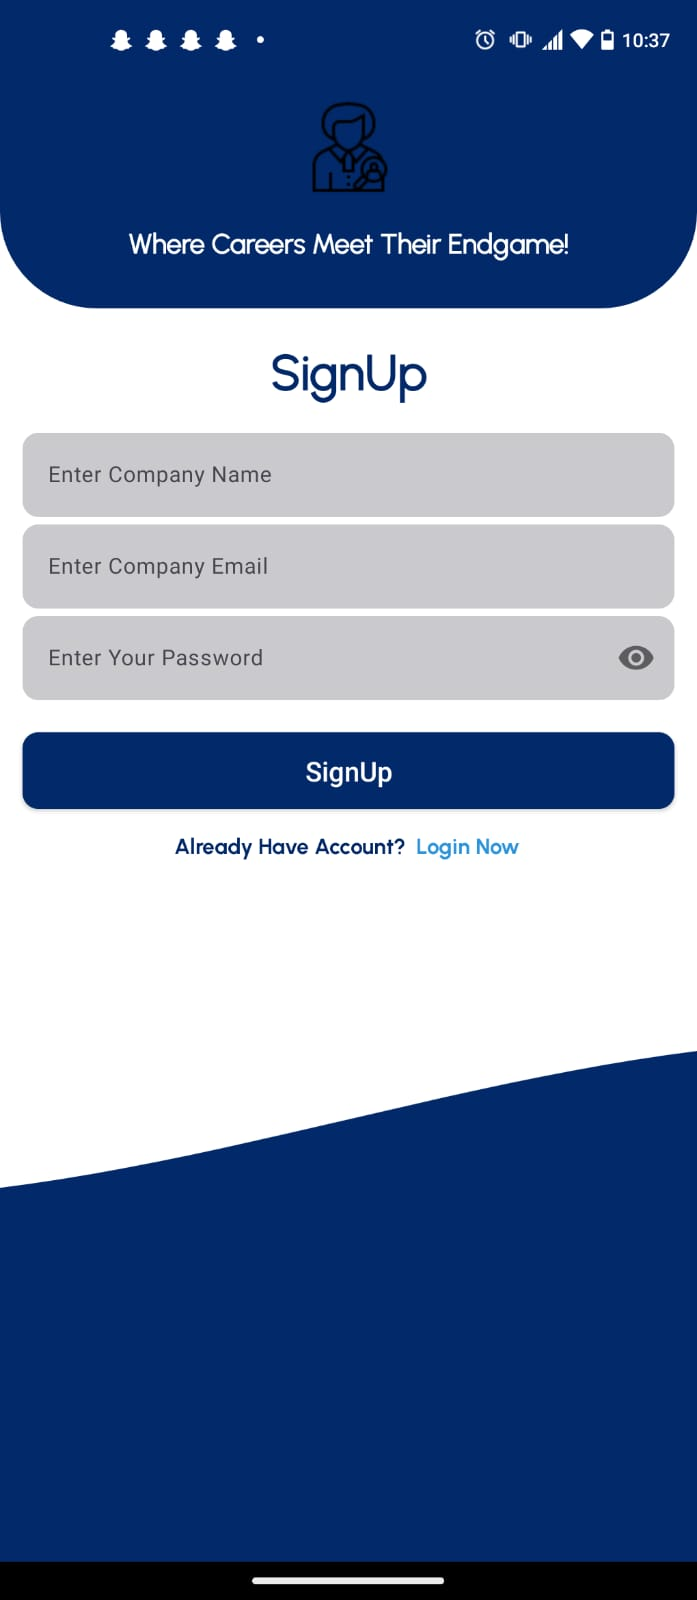 10:37
Where Careers Meet Their Endgame!
SignUp
Enter Company Name
Enter Company Email
Enter Your Password
SignUp
Already Have Account? Login Now